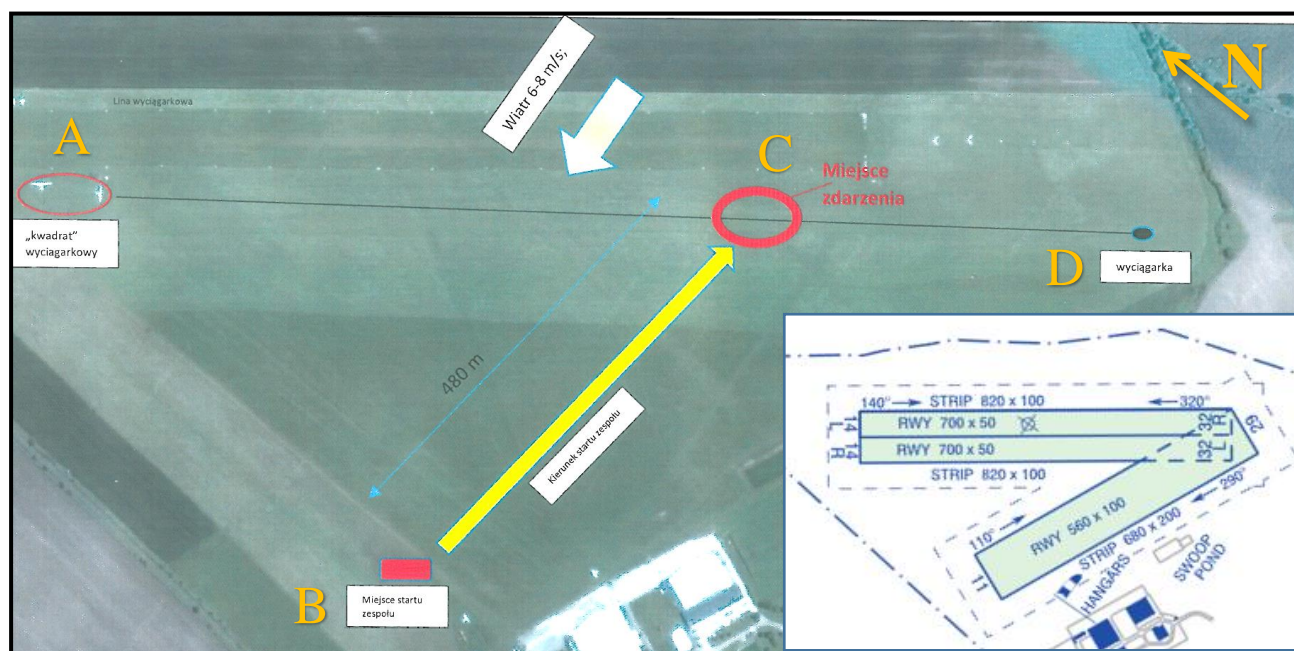 Lina wyciągarkowa
A
„kwadrat"
wyciagarkowy
Wiatr 6-8 m/s;
N
C
Miejsce
zdarzenia
D
wyciągarka
480 m
Kierunek startu zespołu
B
Miejsce startu
zespołu
140°
STRIP 820 x 100
320°
14
L
RWY 700 x 50
32
R
29
14
R
RWY 700 x 50
32
L
STRIP 820 x 100
290°
110°
RWY 560 x 100
STRIP 680 x 200
11
HANGARS
SWOOP
POND